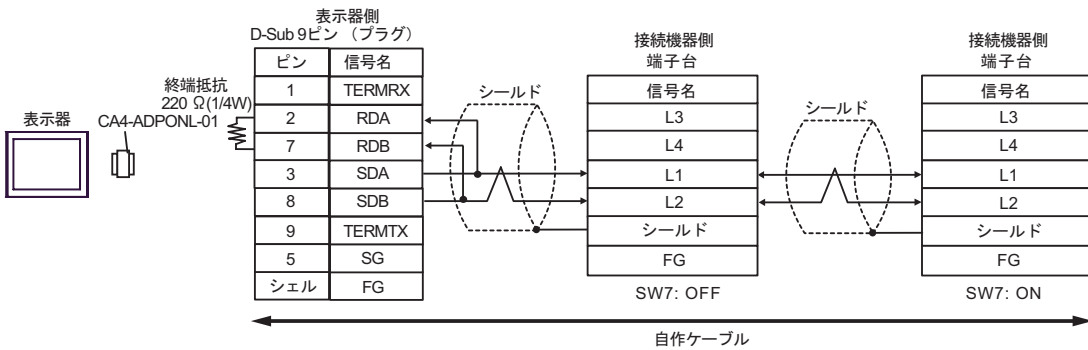 表示器側
D-Sub 9ピン （プラグ）
接続機器側
端子台
接続機器側
端子台
ピン 信号名
信号名
信号名
終端抵抗
220 Ω(1/4W)
表示器
CA4-ADPONL-01
シールド
シールド
1 TERMRX
2 RDA
7 RDB
3 SDA
8 SDB
9 TERMTX
5 SG
シェル FG
L3
L4
L1
L2
シールド
FG
SW7: OFF
L3
L4
L1
L2
シールド
FG
SW7: ON
自作ケーブル